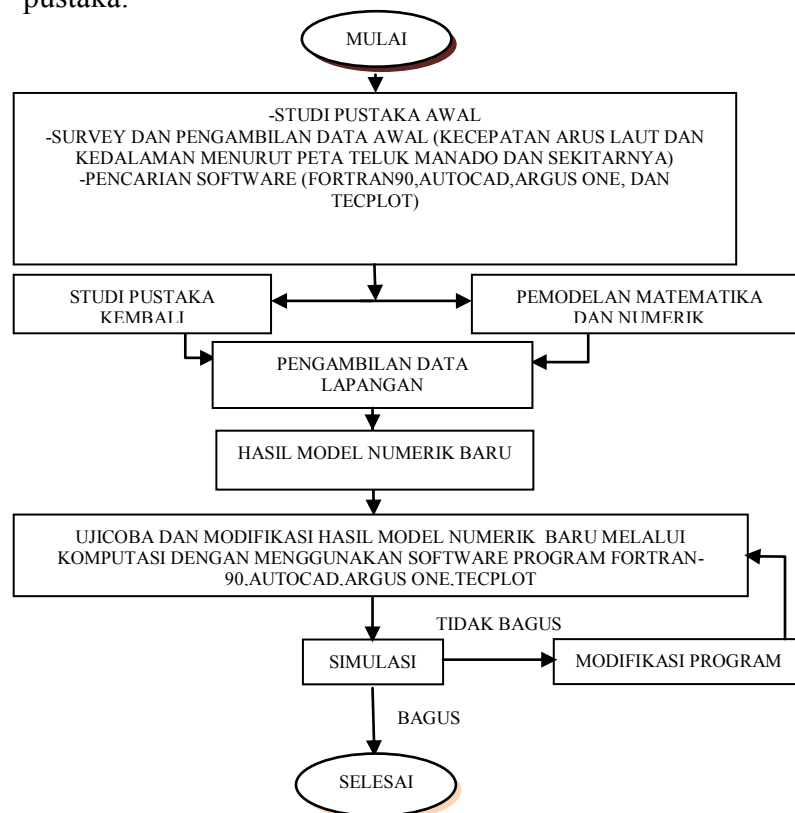 pustaka.
MULAI
-STUDI PUSTAKA AWAL
-SURVEY DAN PENGAMBILAN DATA AWAL (KECEPATAN ARUS LAUT DAN
KEDALAMAN MENURUT PETA TELUK MANADO DAN SEKITARNYA)
-PENCARIAN SOFTWARE (FORTRAN90,AUTOCAD,ARGUS ONE, DAN
TECPLOT)
STUDI PUSTAKA
KEMBALI
PEMODELAN MATEMATIKA
DAN NUMERIK
PENGAMBILAN DATA
LAPANGAN
HASIL MODEL NUMERIK BARU
UJICOBA DAN MODIFIKASI HASIL MODEL NUMERIK BARU MELALUI
KOMPUTASI DENGAN MENGGUNAKAN SOFTWARE PROGRAM FORTRAN-
90,AUTOCAD,ARGUS ONE,TECPLOT
TIDAK BAGUS
SIMULASI
MODIFIKASI PROGRAM
BAGUS
SELESAI